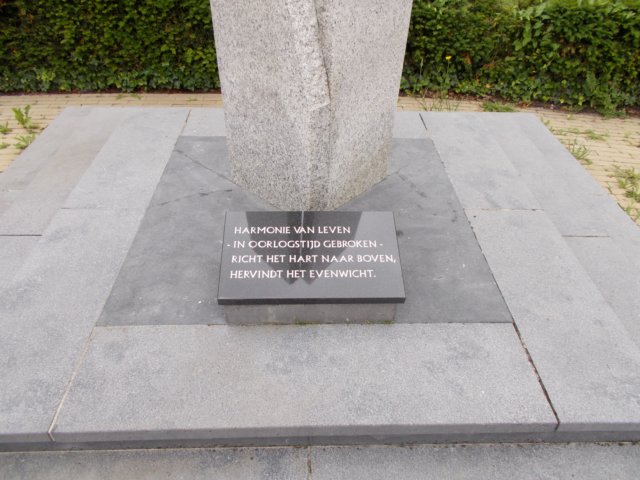 HARMONIE VAN LEVEN
- IN OORLOGSTIJD GEBROKEN -
RICHT HET HART NAAR BOVEN,
HERVINDT HET EVENWICHT.